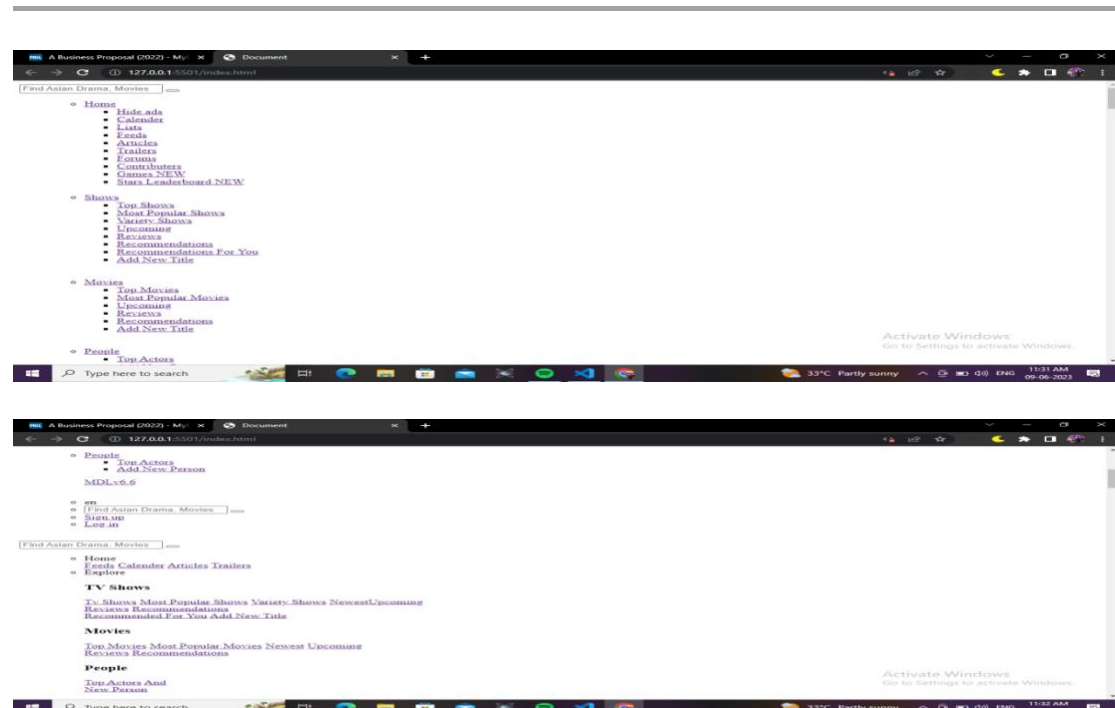 A Business Proposal (2022) - My
Document
127.0.0.1:5501/index.html
Find Asian Drama, Movies
Home
Hide ads
Calender
Lists
Feeds
Articles
Trailers
Forums
Contributers
Games NEW
Stars Leaderboard NEW
Shows
Top Shows
Most Popular Shows
Variety Shows
Upcoming
Reviews
Recommendations
Recommendations For You
Add New Title
Movies
Top Movies
Most Popular Movies
Upcoming
Reviews
Recommendations
Add New Title
People
Top Actors
Activate Windows
Go to Settings to activate Windows.
Type here to search
33°C Partly sunny
ENG
11:31 AM
09-06-2023
A Business Proposal (2022) - My
Document
127.0.0.1:5501/index.html
People
Top Actors
Add New Person
MDLv6.6
en
Find Asian Drama, Movies
Sign up
Log in
Find Asian Drama, Movies
Home
Feeds Calender Articles Trailers
Explore
TV Shows
Tv Shows Most Popular Shows Variety Shows NewestUpcoming
Reviews Recommendations
Recommended For You Add New Title
Movies
Top Movies Most Popular Movies Newest Upcoming
Reviews Recommendations
People
Top Actors And
New Person
Activate Windows
Go to Settings to activate Windows.
Type here to search
33°C Partly sunny
ENG
11:32 AM